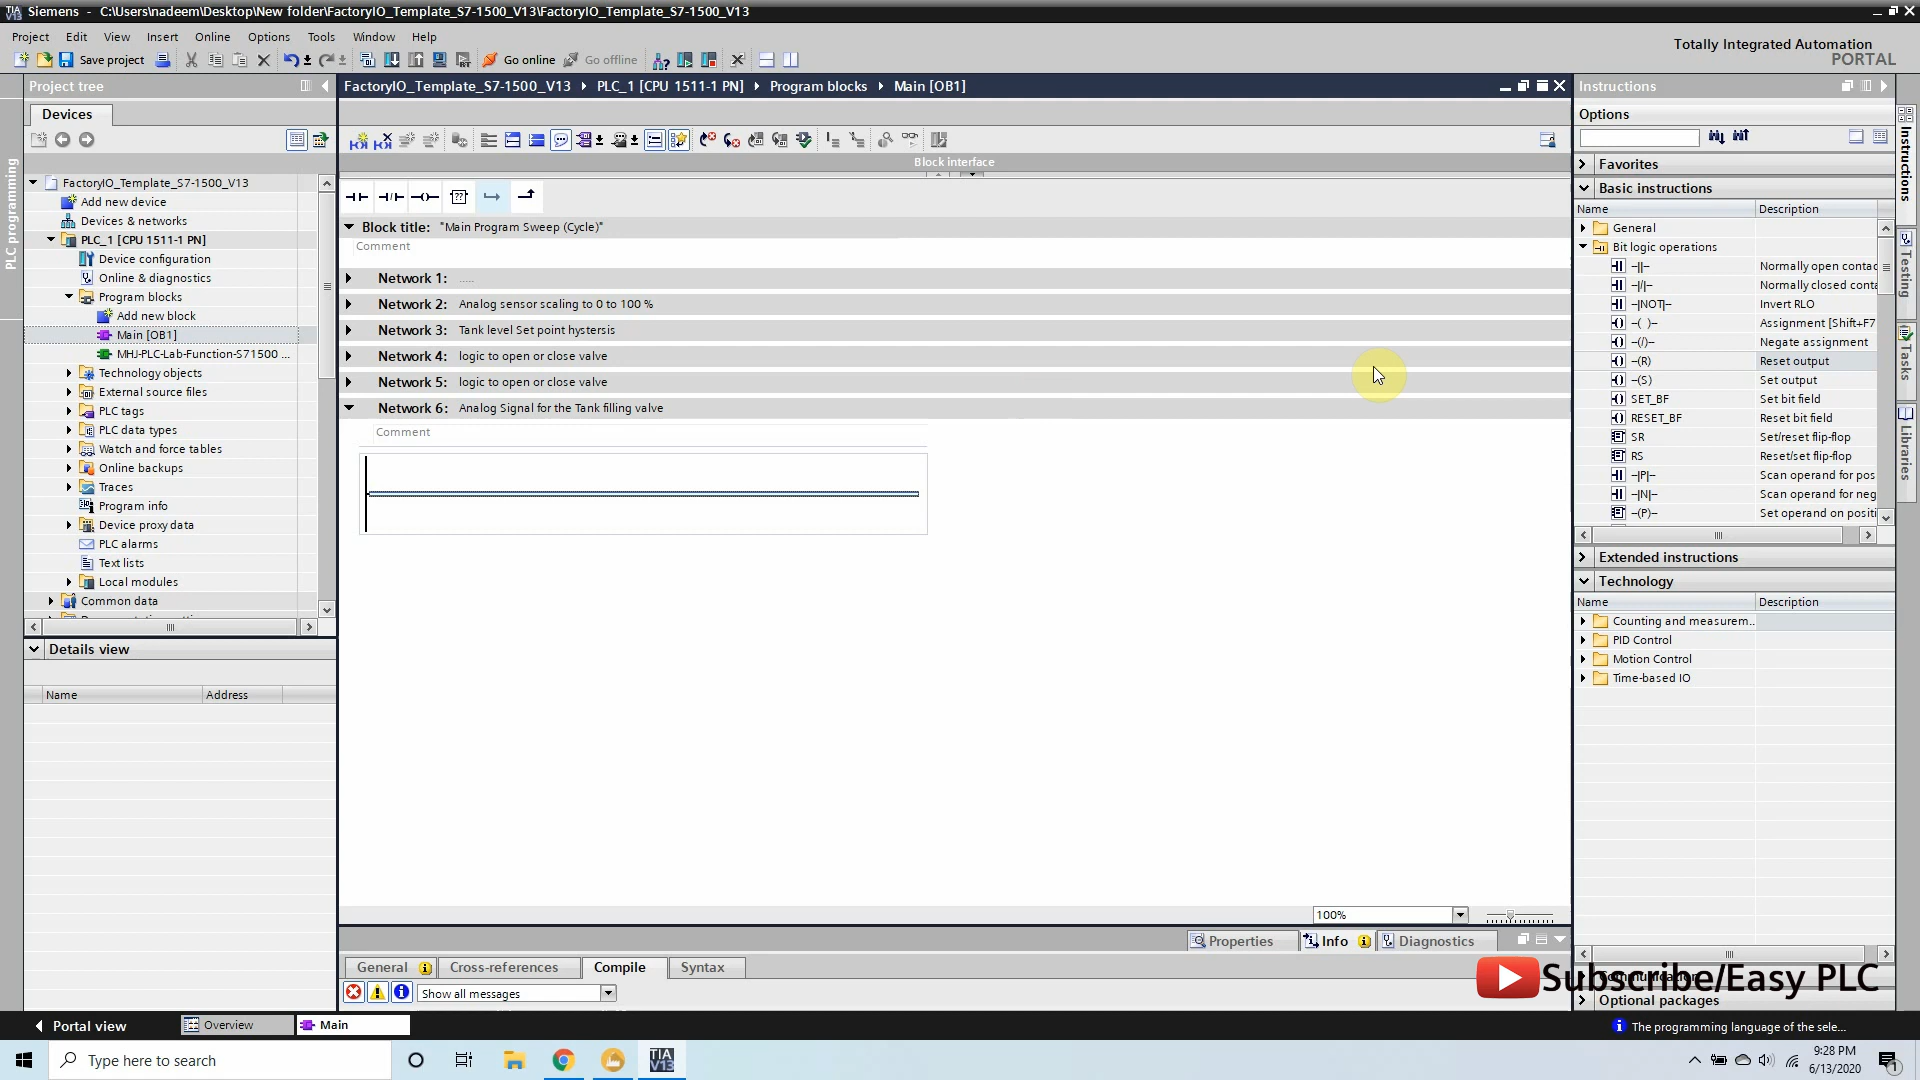 Siemens - C:\Users\nadeem\Desktop\New folder\FactoryIO_Template_S7-1500_V13\FactoryIO_Template_S7-1500_V13
Project Edit View Insert Online Options Tools Window Help
Totally Integrated Automation
PORTAL
Save project
Go online
Go offline
Project tree
FactoryIO_Template_S7-1500_V13 PLC_1 [CPU 1511-1 PN] Program blocks Main [OB1]
Instructions
Devices
Options
Block interface
PLC programming
FactoryIO_Template_S7-1500_V13
Add new device
Devices & networks
PLC_1 [CPU 1511-1 PN]
Device configuration
Online & diagnostics
Program blocks
Add new block
Main [OB1]
MHJ-PLC-Lab-Function-S71500 ...
Technology objects
External source files
PLC tags
PLC data types
Watch and force tables
Online backups
Traces
Program info
Device proxy data
PLC alarms
Text lists
Local modules
Common data
Details view
Name Address
Block title: "Main Program Sweep (Cycle)"
Comment
Network 1: .....
Network 2: Analog sensor scaling to 0 to 100 %
Network 3: Tank level Set point hystersis
Network 4: logic to open or close valve
Network 5: logic to open or close valve
Network 6: Analog Signal for the Tank filling valve
Comment
100%
Properties Info Diagnostics
General Cross-references Compile Syntax
Show all messages
Favorites
Basic instructions
Name Description
General
Bit logic operations
-||- Normally open contac
-|/|- Normally closed conta
-|NOT|- Invert RLO
-( )- Assignment [Shift+F7
-(/)- Negate assignment
-(R) Reset output
-(S) Set output
SET_BF Set bit field
RESET_BF Reset bit field
SR Set/reset flip-flop
RS Reset/set flip-flop
-|P|- Scan operand for pos
-|N|- Scan operand for neg
-(P)- Set operand on positi
Extended instructions
Technology
Name Description
Counting and measurem..
PID Control
Motion Control
Time-based IO
Communication
Subscribe/Easy PLC
Optional packages
Instructions
Testing
Tasks
Libraries
Portal view
Overview
Main
The programming language of the sele...
Type here to search
TIA
V13
9:28 PM
6/13/2020
1